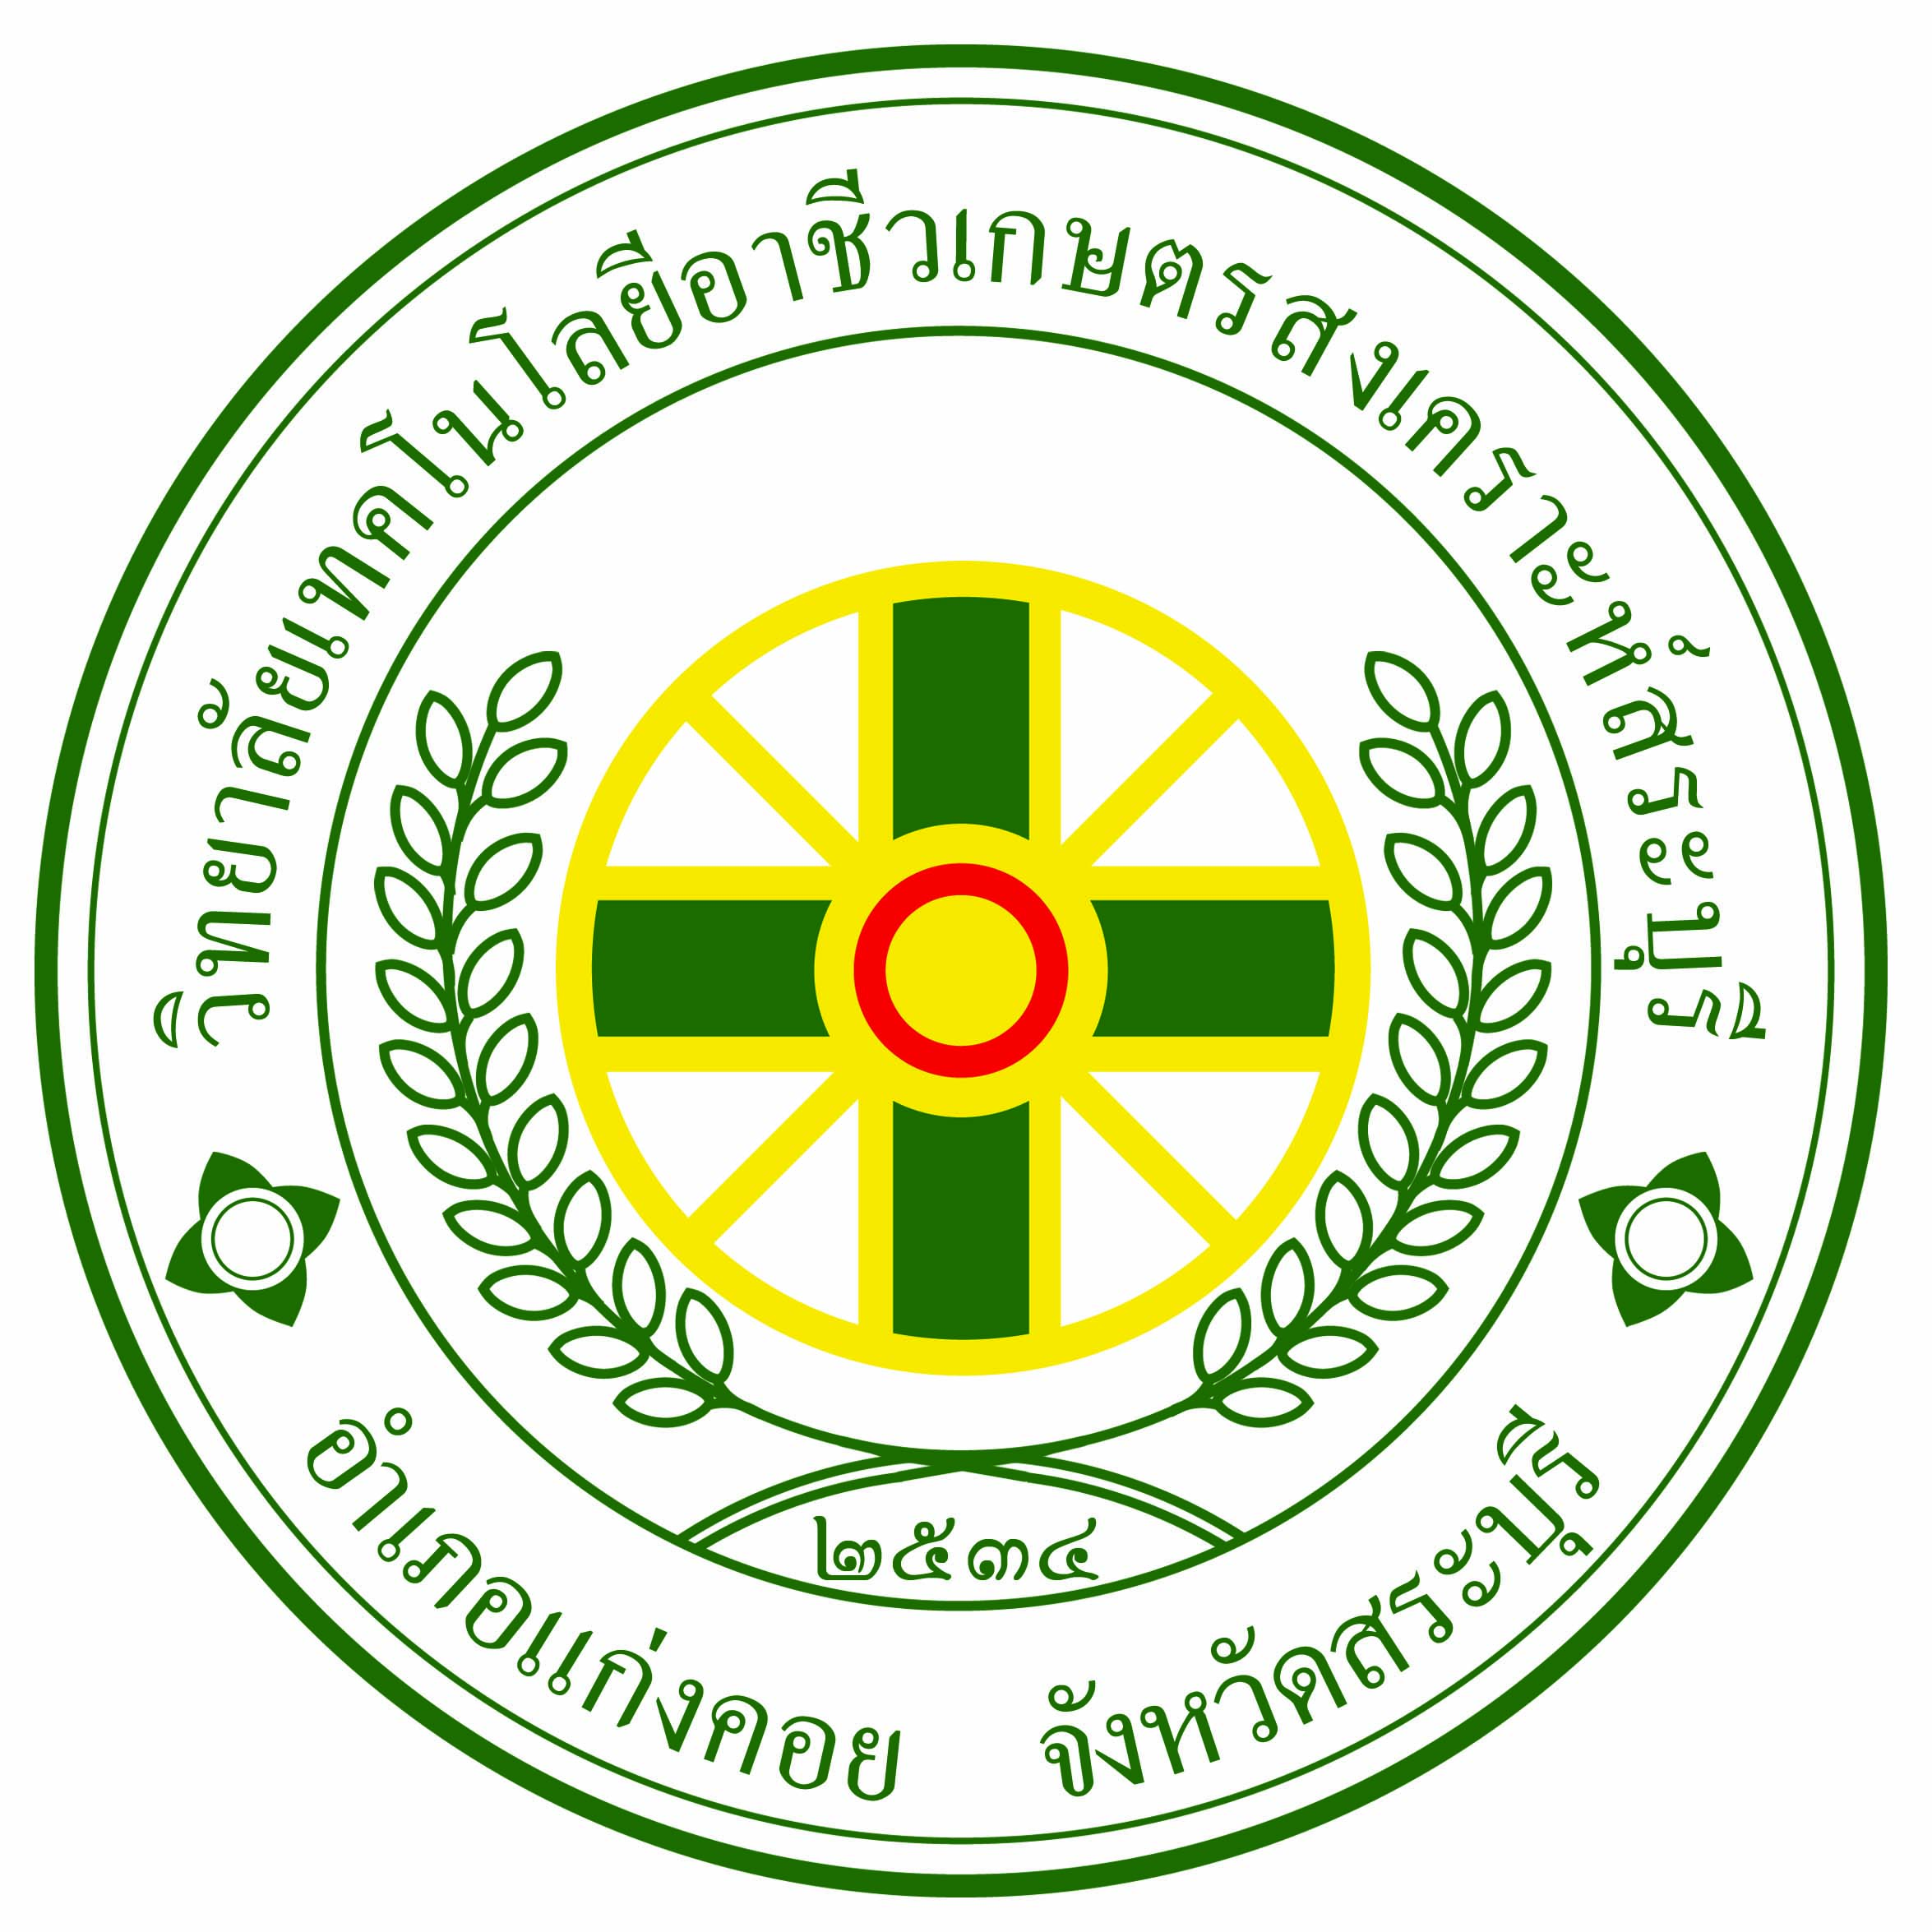 วิทยาลัยเทคโนโลยีอาชีวเกษตรสงเคราะห์สระบุรี
๒๕๓๔
อำเภอแก่งคอย จังหวัดสระบุรี